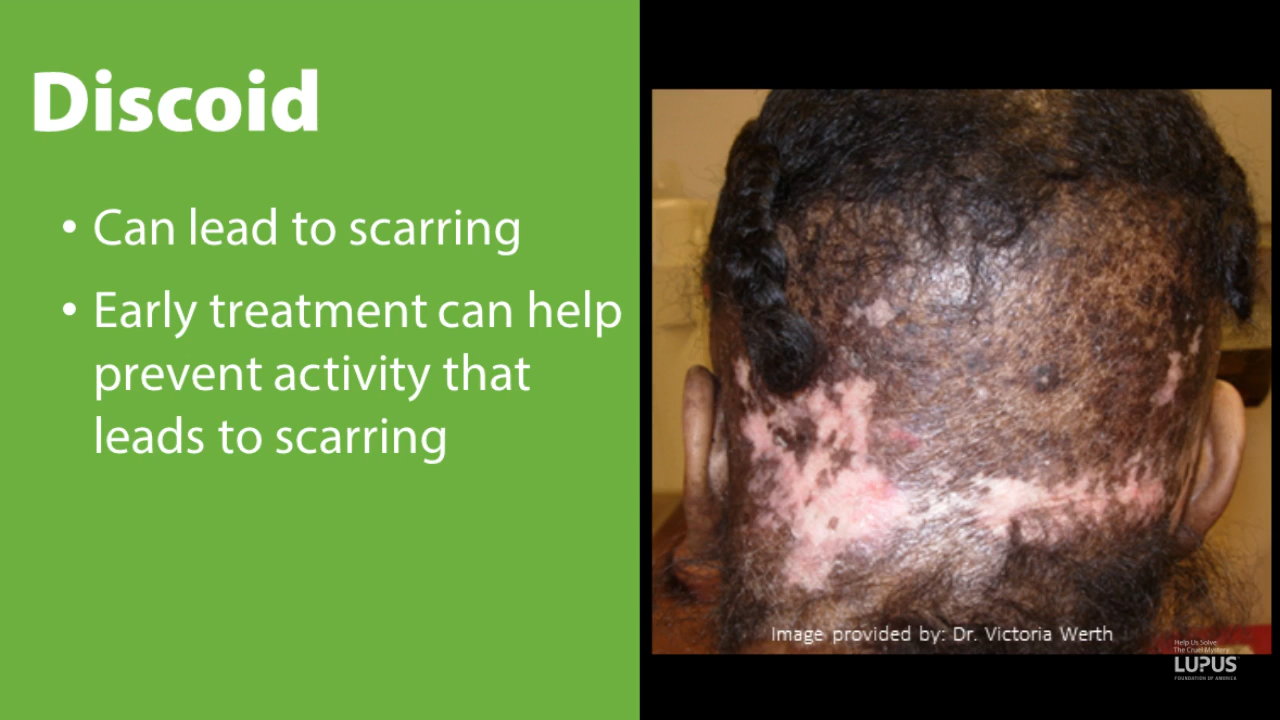 Discoid
• Can lead to scarring
• Early treatment can help
prevent activity that
leads to scarring
Image provided by: Dr. Victoria Werth
Help Us Solve
The Cruel Mystery
LUPUS
FOUNDATION OF AMERICA